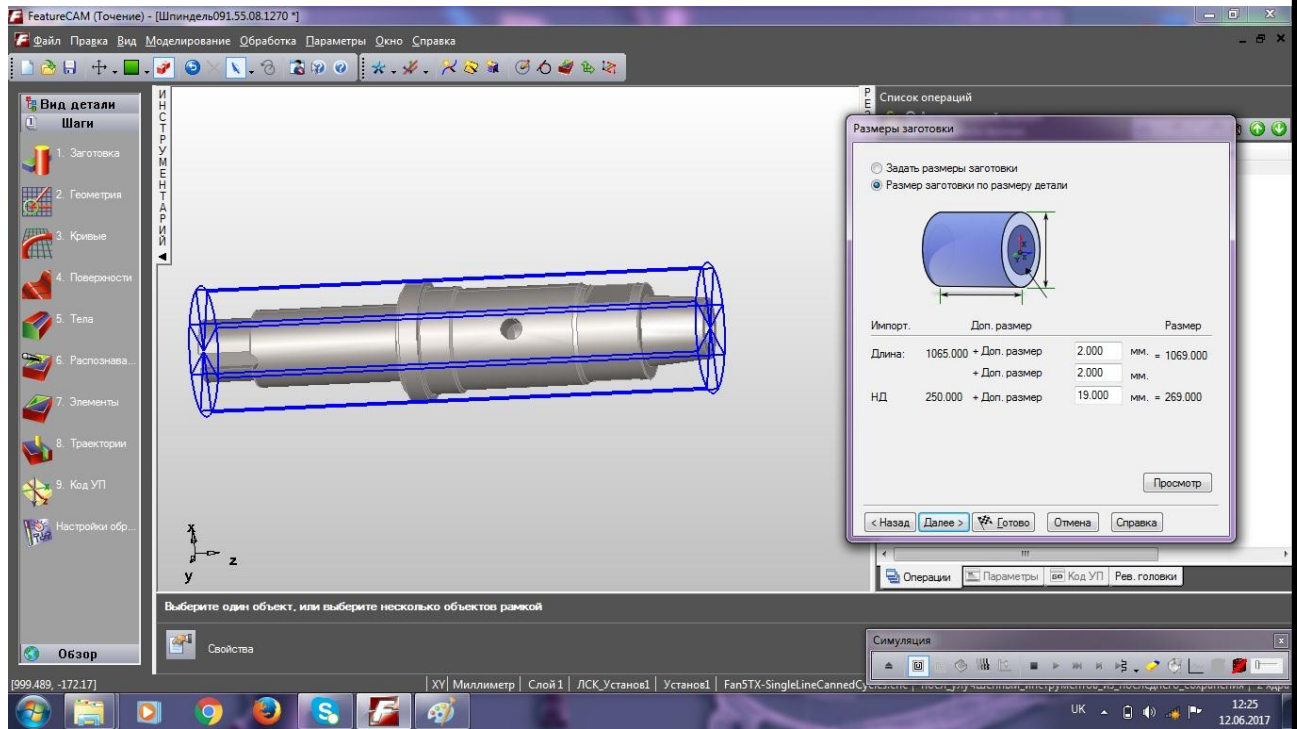 FeatureCAM (Точение) - [Шпиндель091.55.08.1270 *]
Файл Правка Вид Моделирование Обработка Параметры Окно Справка
Вид детали
Шаги
1. Заготовка
2. Геометрия
3. Кривые
4. Поверхности
5. Тела
6. Распознава...
7. Элементы
8. Траектории
9. Код УП
Настройки обр...
Обзор
ИНСТРУМЕНТАРИЙ
x
z
y
Список операций
Размеры заготовки
Задать размеры заготовки
Размер заготовки по размеру детали
Импорт. Доп. размер Размер
Длина: 1065.000 + Доп. размер 2.000 мм. = 1069.000
+ Доп. размер 2.000 мм.
НД 250.000 + Доп. размер 19.000 мм. = 269.000
Просмотр
< Назад Далее > Готово Отмена Справка
Операции Параметры Код УП Рев. головки
Выберите один объект, или выберите несколько объектов рамкой
Свойства
Симуляция
[999.489, -172.17] XY Миллиметр Слой 1 ЛСК_Установ1 Установ1 Fan5TX-SingleLineCannedCycles.cnc
UK 12:25
12.06.2017